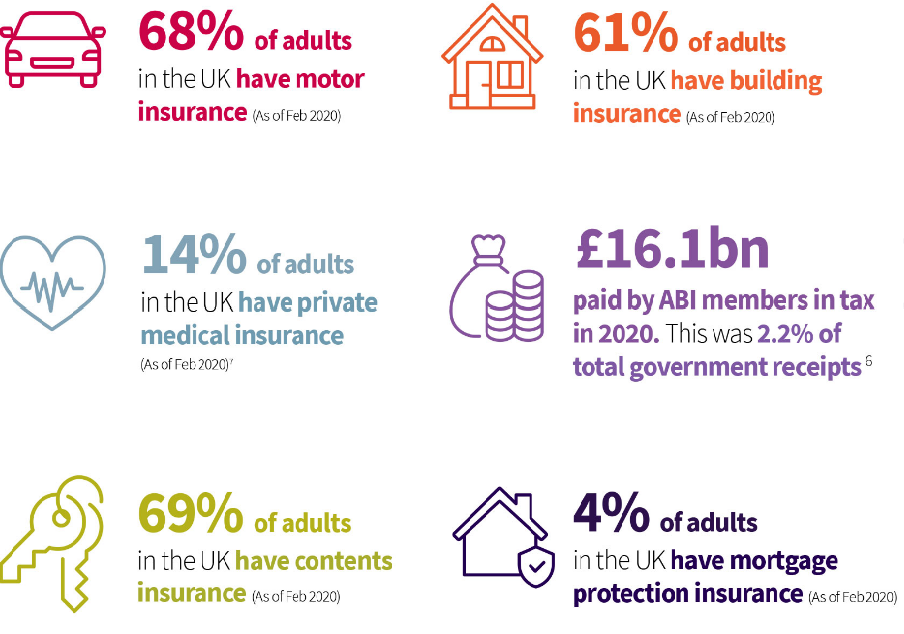 68% of adults
in the UK have motor
insurance (As of Feb 2020)
61% of adults
in the UK have building
insurance (As of Feb 2020)
14% of adults
in the UK have private
medical insurance
(As of Feb 2020)⁷
£16.1bn
paid by ABI members in tax
in 2020. This was 2.2% of
total government receipts ⁶
69% of adults
in the UK have contents
insurance (As of Feb 2020)
4% of adults
in the UK have mortgage
protection insurance (As of Feb 2020)